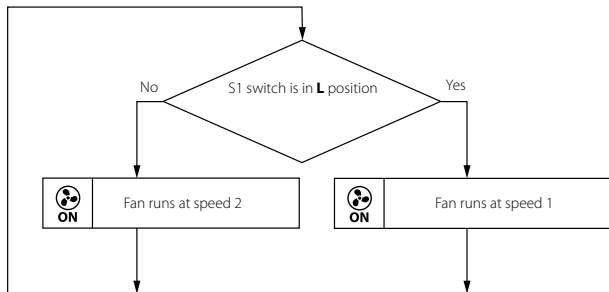 S1 switch is in L position
No
Yes
ON
Fan runs at speed 2
ON
Fan runs at speed 1